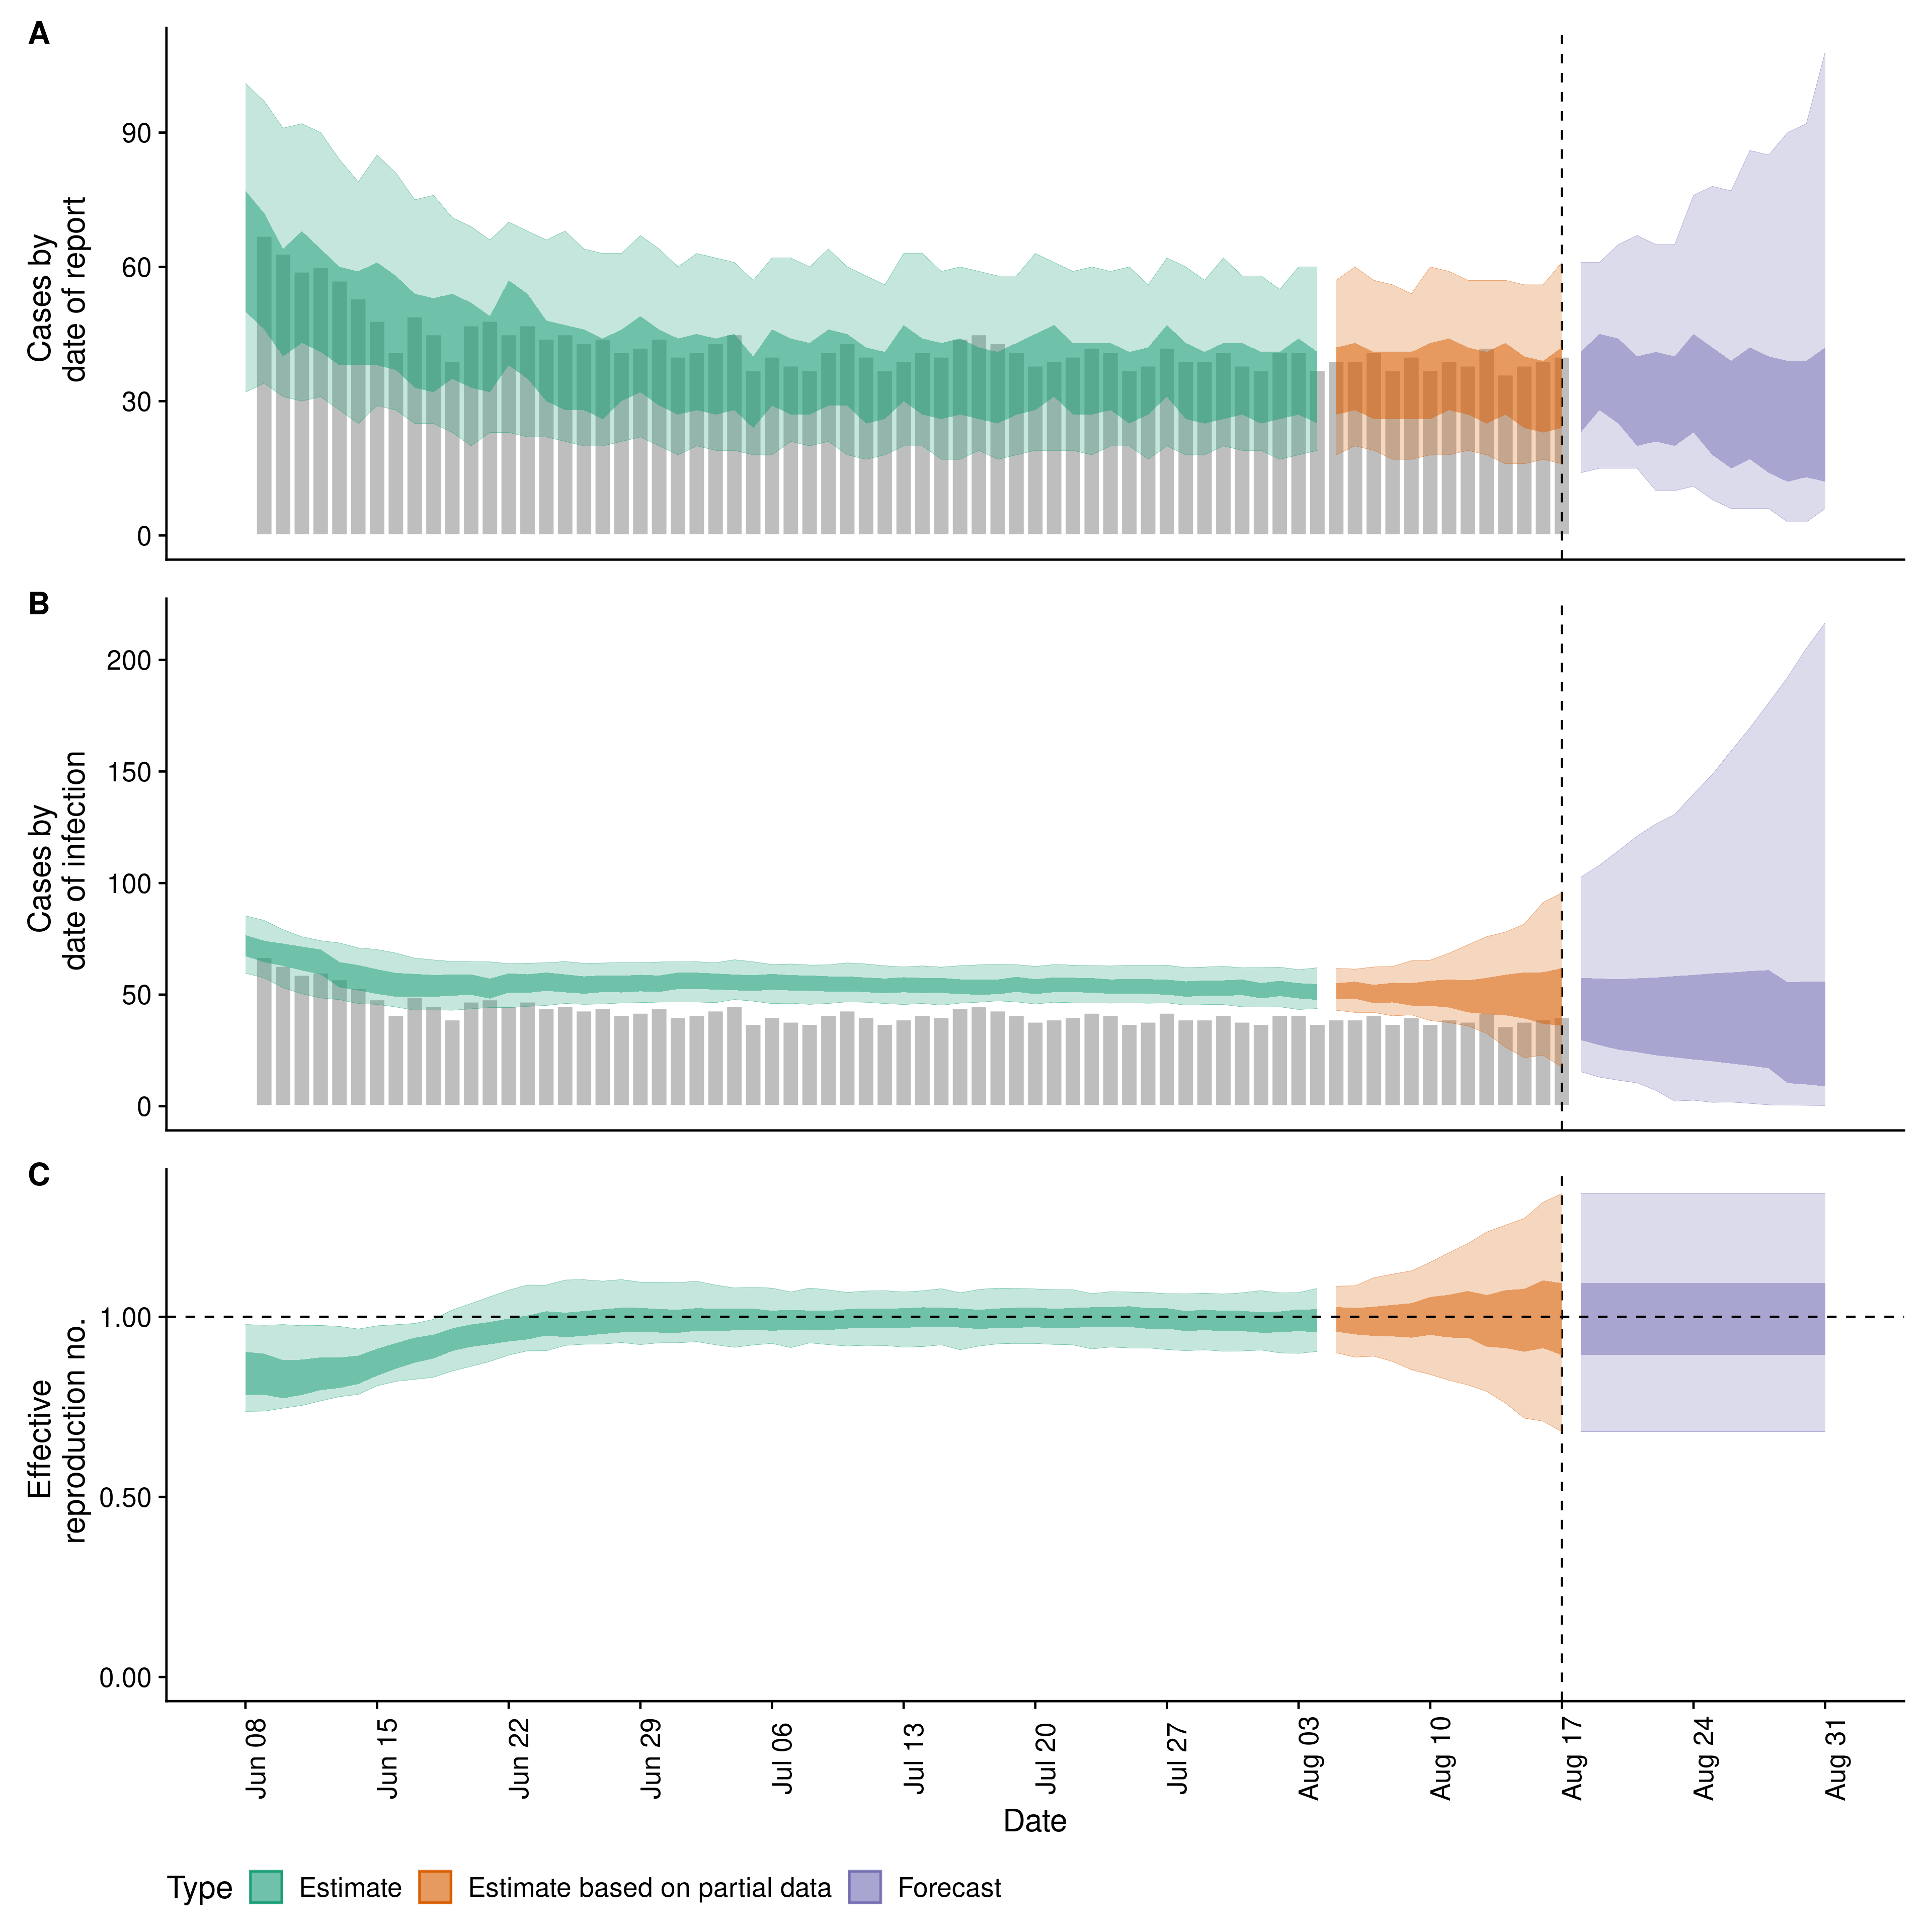 A
Cases by
date of report
90
60
30
0
B
Cases by
date of infection
200
150
100
50
0
C
Effective
reproduction no.
1.00
0.50
0.00
Jun 08
Jun 15
Jun 22
Jun 29
Jul 06
Jul 13
Jul 20
Jul 27
Aug 03
Aug 10
Aug 17
Aug 24
Aug 31
Date
Type Estimate Estimate based on partial data Forecast